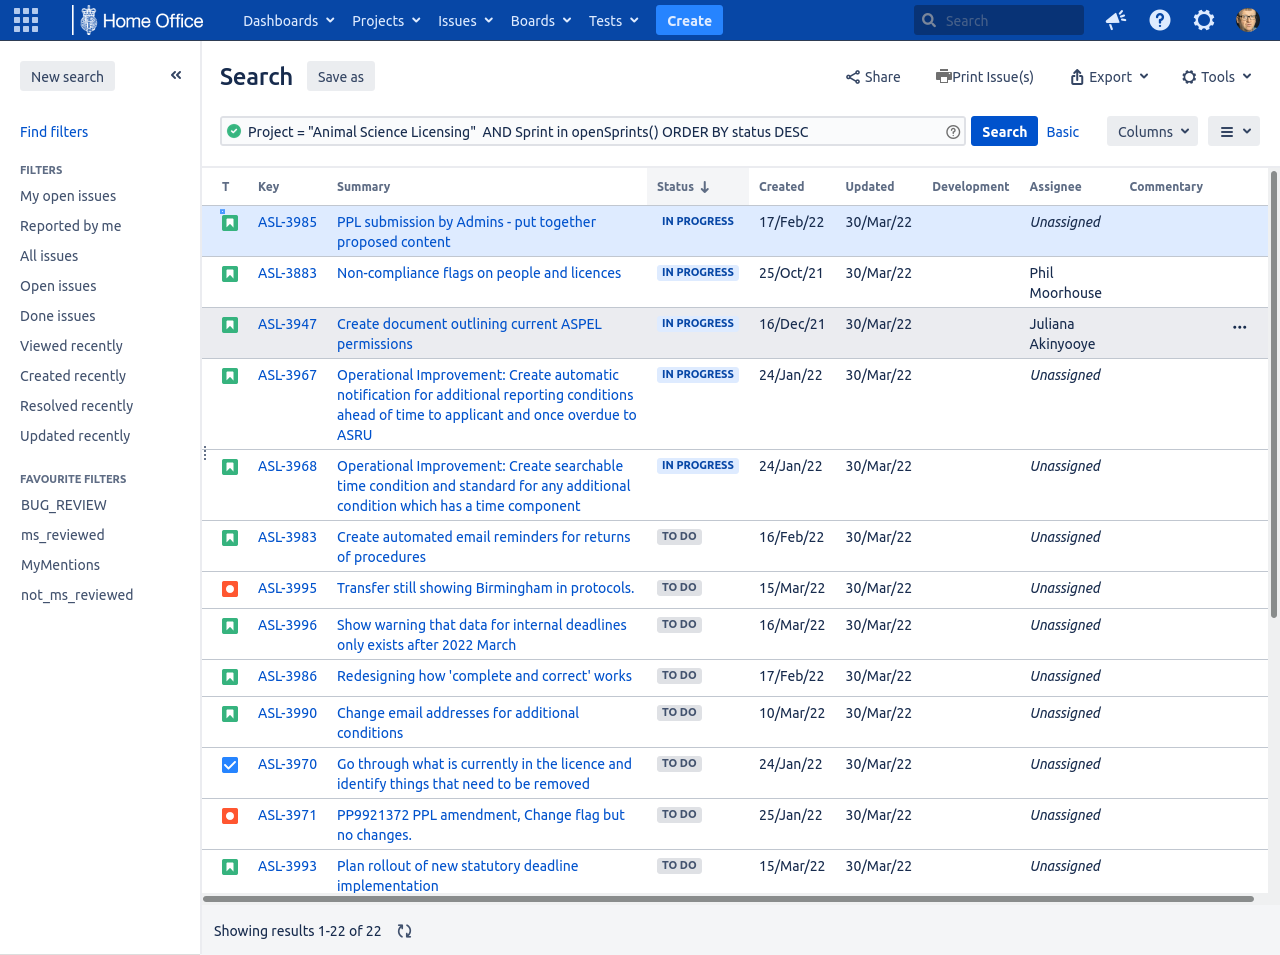 Home Office Dashboards Projects Issues Boards Tests Create Search
New search
Search Save as Share Print Issue(s) Export Tools
Find filters
Project = "Animal Science Licensing"  AND Sprint in openSprints() ORDER BY status DESC Search Basic Columns
FILTERS
My open issues
Reported by me
All issues
Open issues
Done issues
Viewed recently
Created recently
Resolved recently
Updated recently
FAVOURITE FILTERS
BUG_REVIEW
ms_reviewed
MyMentions
not_ms_reviewed
T Key Summary Status Created Updated Development Assignee Commentary
ASL-3985 PPL submission by Admins - put together IN PROGRESS 17/Feb/22 30/Mar/22 Unassigned
proposed content
ASL-3883 Non-compliance flags on people and licences IN PROGRESS 25/Oct/21 30/Mar/22 Phil
Moorhouse
ASL-3947 Create document outlining current ASPEL IN PROGRESS 16/Dec/21 30/Mar/22 Juliana
permissions Akinyooye
ASL-3967 Operational Improvement: Create automatic IN PROGRESS 24/Jan/22 30/Mar/22 Unassigned
notification for additional reporting conditions
ahead of time to applicant and once overdue to
ASRU
ASL-3968 Operational Improvement: Create searchable IN PROGRESS 24/Jan/22 30/Mar/22 Unassigned
time condition and standard for any additional
condition which has a time component
ASL-3983 Create automated email reminders for returns TO DO 16/Feb/22 30/Mar/22 Unassigned
of procedures
ASL-3995 Transfer still showing Birmingham in protocols. TO DO 15/Mar/22 30/Mar/22 Unassigned
ASL-3996 Show warning that data for internal deadlines TO DO 16/Mar/22 30/Mar/22 Unassigned
only exists after 2022 March
ASL-3986 Redesigning how 'complete and correct' works TO DO 17/Feb/22 30/Mar/22 Unassigned
ASL-3990 Change email addresses for additional TO DO 10/Mar/22 30/Mar/22 Unassigned
conditions
ASL-3970 Go through what is currently in the licence and TO DO 24/Jan/22 30/Mar/22 Unassigned
identify things that need to be removed
ASL-3971 PP9921372 PPL amendment, Change flag but TO DO 25/Jan/22 30/Mar/22 Unassigned
no changes.
ASL-3993 Plan rollout of new statutory deadline TO DO 15/Mar/22 30/Mar/22 Unassigned
implementation
Showing results 1-22 of 22